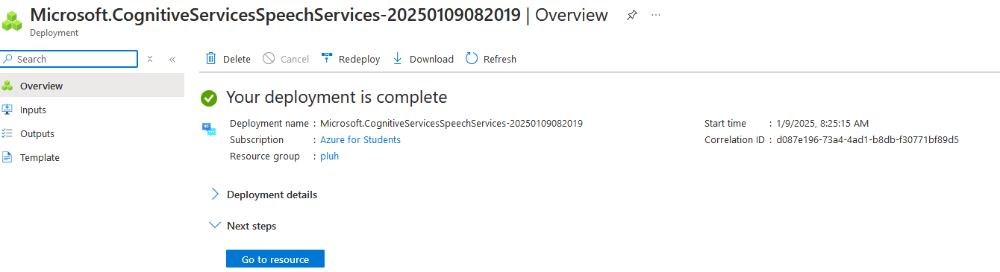 Microsoft.CognitiveServicesSpeechServices-20250109082019 | Overview
Deployment
Search
Delete Cancel Redeploy Download Refresh
Overview
Inputs
Outputs
Template
Your deployment is complete
Deployment name : Microsoft.CognitiveServicesSpeechServices-20250109082019
Subscription : Azure for Students
Resource group : pluh
Start time : 1/9/2025, 8:25:15 AM
Correlation ID : d087e196-73a4-4ad1-b8db-f30771bf89d5
Deployment details
Next steps
Go to resource